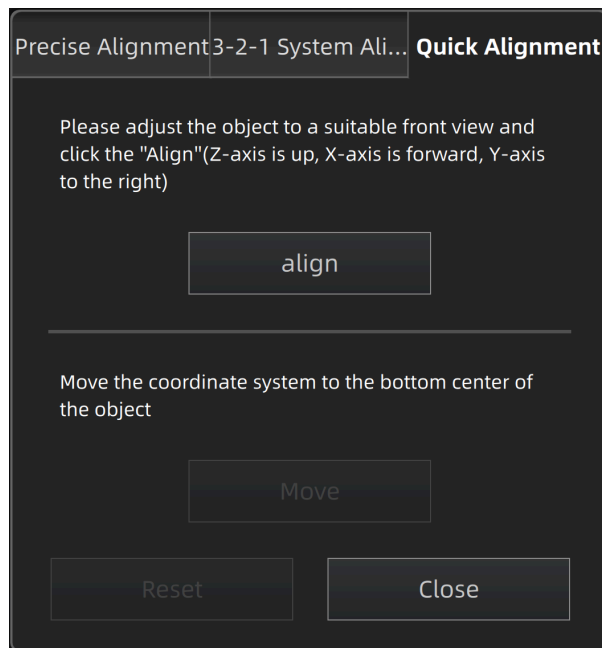 Precise Alignment 3-2-1 System Ali... Quick Alignment
Please adjust the object to a suitable front view and
click the "Align"(Z-axis is up, X-axis is forward, Y-axis
to the right)
align
Move the coordinate system to the bottom center of
the object
Move
Reset Close